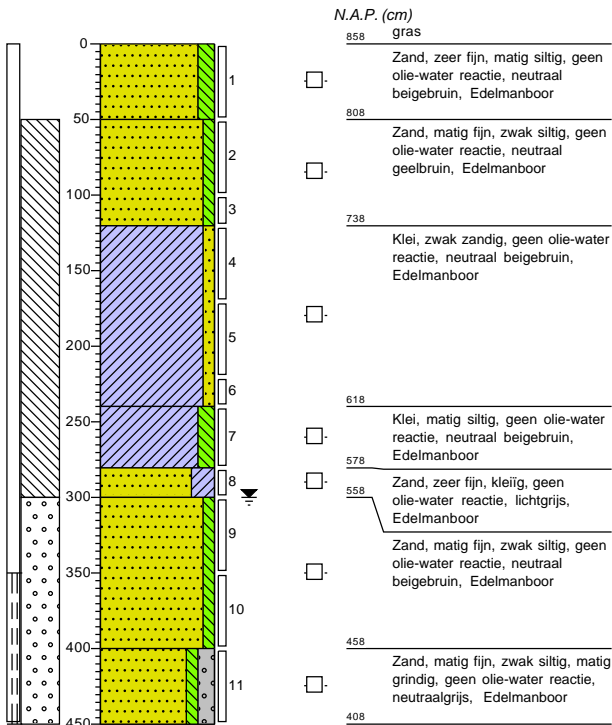 N.A.P. (cm)
0
858
gras
Zand, zeer fijn, matig siltig, geen
olie-water reactie, neutraal
beigebruin, Edelmanboor
1
50
808
Zand, matig fijn, zwak siltig, geen
olie-water reactie, neutraal
geelbruin, Edelmanboor
2
100
3
738
Klei, zwak zandig, geen olie-water
reactie, neutraal beigebruin,
Edelmanboor
4
150
5
200
6
618
Klei, matig siltig, geen olie-water
reactie, neutraal beigebruin,
Edelmanboor
250
7
578
Zand, zeer fijn, kleiïg, geen
olie-water reactie, lichtgrijs,
Edelmanboor
8
300
558
Zand, matig fijn, zwak siltig, geen
olie-water reactie, neutraal
beigebruin, Edelmanboor
9
350
10
400
458
Zand, matig fijn, zwak siltig, matig
grindig, geen olie-water reactie,
neutraalgrijs, Edelmanboor
11
450
408